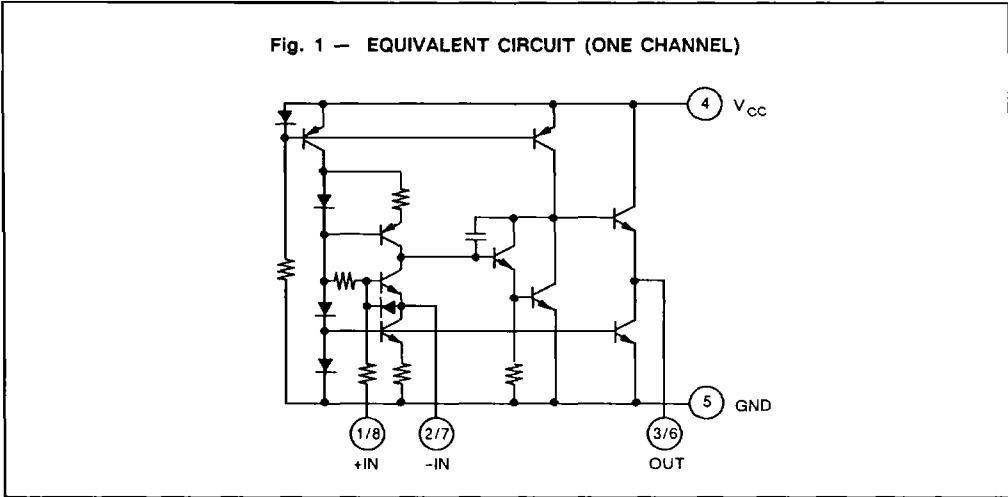 Fig. 1 — EQUIVALENT CIRCUIT (ONE CHANNEL)
4 VCC
5 GND
1/8 2/7 3/6
+IN -IN OUT